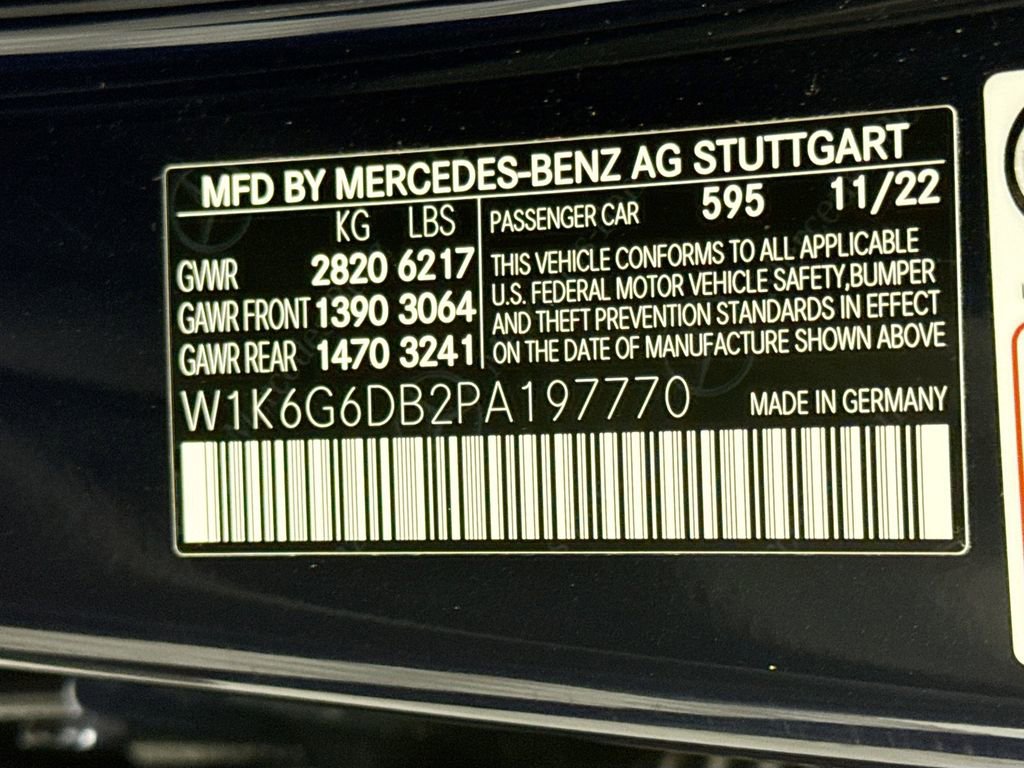 MFD BY MERCEDES-BENZ AG STUTTGART
KG LBS
GVWR 2820 6217
GAWR FRONT 1390 3064
GAWR REAR 1470 3241
PASSENGER CAR 595 11/22
THIS VEHICLE CONFORMS TO ALL APPLICABLE
U.S. FEDERAL MOTOR VEHICLE SAFETY,BUMPER
AND THEFT PREVENTION STANDARDS IN EFFECT
ON THE DATE OF MANUFACTURE SHOWN ABOVE
W1K6G6DB2PA197770 MADE IN GERMANY